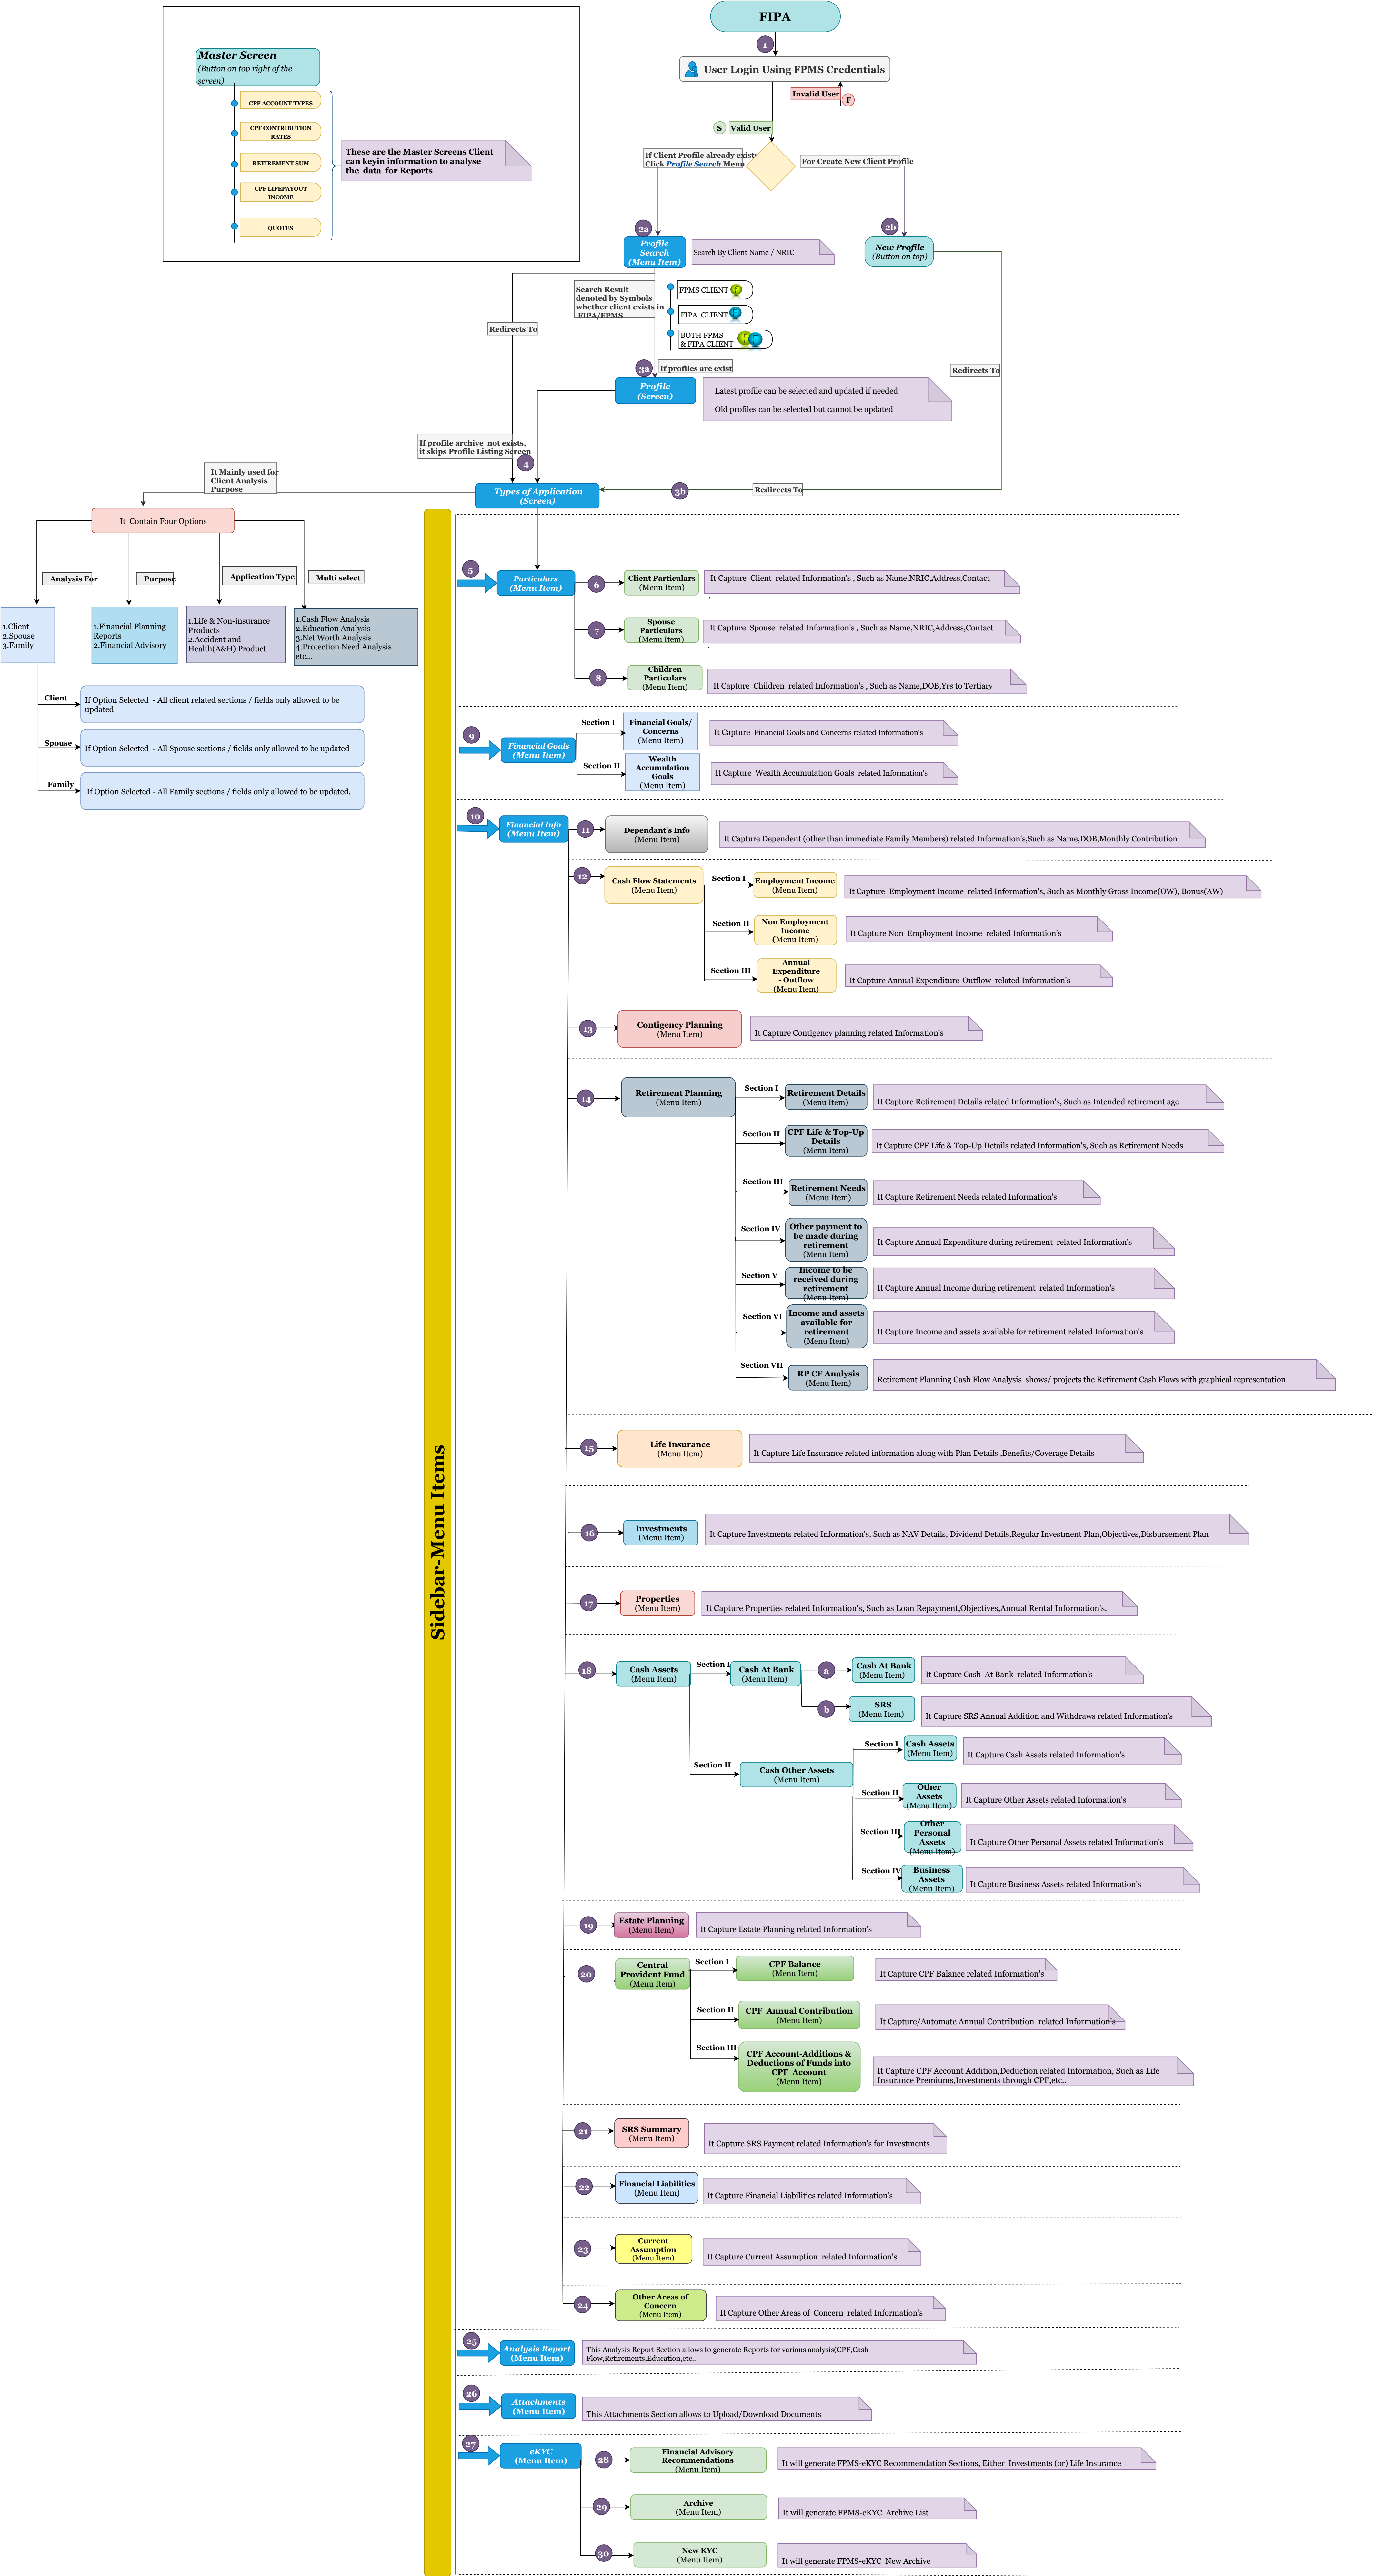 FIPA
1
User Login Using FPMS Credentials
Invalid User
F
S
Valid User
If Client Profile already exists
Click Profile Search Menu
For Create New Client Profile
Master Screen
(Button on top right of the
screen)
CPF ACCOUNT TYPES
CPF CONTRIBUTION
RATES
RETIREMENT SUM
CPF LIFEPAYOUT
INCOME
QUOTES
These are the Master Screens Client
can keyin information to analyse
the data for Reports
2a
Profile
Search
(Menu Item)
Search By Client Name / NRIC
2b
New Profile
(Button on top)
Search Result
denoted by Symbols
whether client exists in
FIPA/FPMS
FPMS CLIENT
FIPA CLIENT
BOTH FPMS
& FIPA CLIENT
Redirects To
3a
If profiles are exist
Redirects To
Profile
(Screen)
Latest profile can be selected and updated if needed
Old profiles can be selected but cannot be updated
If profile archive not exists,
it skips Profile Listing Screen
4
It Mainly used for
Client Analysis
Purpose
Types of Application
(Screen)
3b
Redirects To
It Contain Four Options
Analysis For
Purpose
Application Type
Multi select
1.Client
2.Spouse
3.Family
1.Financial Planning
Reports
2.Financial Advisory
1.Life & Non-insurance
Products
2.Accident and
Health(A&H) Product
1.Cash Flow Analysis
2.Education Analysis
3.Net Worth Analysis
4.Protection Need Analysis
etc...
Client
If Option Selected - All client related sections / fields only allowed to be
updated
Spouse
If Option Selected - All Spouse sections / fields only allowed to be updated
Family
If Option Selected - All Family sections / fields only allowed to be updated.
Sidebar-Menu Items
5
Particulars
(Menu Item)
6
Client Particulars
(Menu Item)
It Capture Client related Information's , Such as Name,NRIC,Address,Contact
.
7
Spouse
Particulars
(Menu Item)
It Capture Spouse related Information's , Such as Name,NRIC,Address,Contact
.
8
Children
Particulars
(Menu Item)
It Capture Children related Information's , Such as Name,DOB,Yrs to Tertiary
9
Financial Goals
(Menu Item)
Section I
Financial Goals/
Concerns
(Menu Item)
It Capture Financial Goals and Concerns related Information's
Section II
Wealth
Accumulation
Goals
(Menu Item)
It Capture Wealth Accumulation Goals related Information's
10
Financial Info
(Menu Item)
11
Dependant's Info
(Menu Item)
It Capture Dependent (other than immediate Family Members) related Information's,Such as Name,DOB,Monthly Contribution
12
Cash Flow Statements
(Menu Item)
Section I
Employment Income
(Menu Item)
It Capture Employment Income related Information's, Such as Monthly Gross Income(OW), Bonus(AW)
Section II
Non Employment
Income
(Menu Item)
It Capture Non Employment Income related Information's
Section III
Annual
Expenditure
- Outflow
(Menu Item)
It Capture Annual Expenditure-Outflow related Information's
13
Contigency Planning
(Menu Item)
It Capture Contigency planning related Information's
14
Retirement Planning
(Menu Item)
Section I
Retirement Details
(Menu Item)
It Capture Retirement Details related Information's, Such as Intended retirement age
Section II
CPF Life & Top-Up
Details
(Menu Item)
It Capture CPF Life & Top-Up Details related Information's, Such as Retirement Needs
Section III
Retirement Needs
(Menu Item)
It Capture Retirement Needs related Information's
Section IV
Other payment to
be made during
retirement
(Menu Item)
It Capture Annual Expenditure during retirement related Information's
Section V
Income to be
received during
retirement
(Menu Item)
It Capture Annual Income during retirement related Information's
Section VI
Income and assets
available for
retirement
(Menu Item)
It Capture Income and assets available for retirement related Information's
Section VII
RP CF Analysis
(Menu Item)
Retirement Planning Cash Flow Analysis shows/ projects the Retirement Cash Flows with graphical representation
15
Life Insurance
(Menu Item)
It Capture Life Insurance related information along with Plan Details ,Benefits/Coverage Details
16
Investments
(Menu Item)
It Capture Investments related Information's, Such as NAV Details, Dividend Details,Regular Investment Plan,Objectives,Disbursement Plan
17
Properties
(Menu Item)
It Capture Properties related Information's, Such as Loan Repayment,Objectives,Annual Rental Information's.
18
Cash Assets
(Menu Item)
Section I
Cash At Bank
(Menu Item)
a
Cash At Bank
(Menu Item)
It Capture Cash At Bank related Information's
b
SRS
(Menu Item)
It Capture SRS Annual Addition and Withdraws related Information's
Section II
Cash Other Assets
(Menu Item)
Section I
Cash Assets
(Menu Item)
It Capture Cash Assets related Information's
Section II
Other
Assets
(Menu Item)
It Capture Other Assets related Information's
Section III
Other
Personal
Assets
(Menu Item)
It Capture Other Personal Assets related Information's
Section IV
Business
Assets
(Menu Item)
It Capture Business Assets related Information's
19
Estate Planning
(Menu Item)
It Capture Estate Planning related Information's
20
Central
Provident Fund
(Menu Item)
Section I
CPF Balance
(Menu Item)
It Capture CPF Balance related Information's
Section II
CPF Annual Contribution
(Menu Item)
It Capture/Automate Annual Contribution related Information's
Section III
CPF Account-Additions &
Deductions of Funds into
CPF Account
(Menu Item)
It Capture CPF Account Addition,Deduction related Information, Such as Life
Insurance Premiums,Investments through CPF,etc..
21
SRS Summary
(Menu Item)
It Capture SRS Payment related Information's for Investments
22
Financial Liabilities
(Menu Item)
It Capture Financial Liabilities related Information's
23
Current
Assumption
(Menu Item)
It Capture Current Assumption related Information's
24
Other Areas of
Concern
(Menu Item)
It Capture Other Areas of Concern related Information's
25
Analysis Report
(Menu Item)
This Analysis Report Section allows to generate Reports for various analysis(CPF,Cash
Flow,Retirements,Education,etc..
26
Attachments
(Menu Item)
This Attachments Section allows to Upload/Download Documents
27
eKYC
(Menu Item)
28
Financial Advisory
Recommendations
(Menu Item)
It will generate FPMS-eKYC Recommendation Sections, Either Investments (or) Life Insurance
29
Archive
(Menu Item)
It will generate FPMS-eKYC Archive List
30
New KYC
(Menu Item)
It will generate FPMS-eKYC New Archive